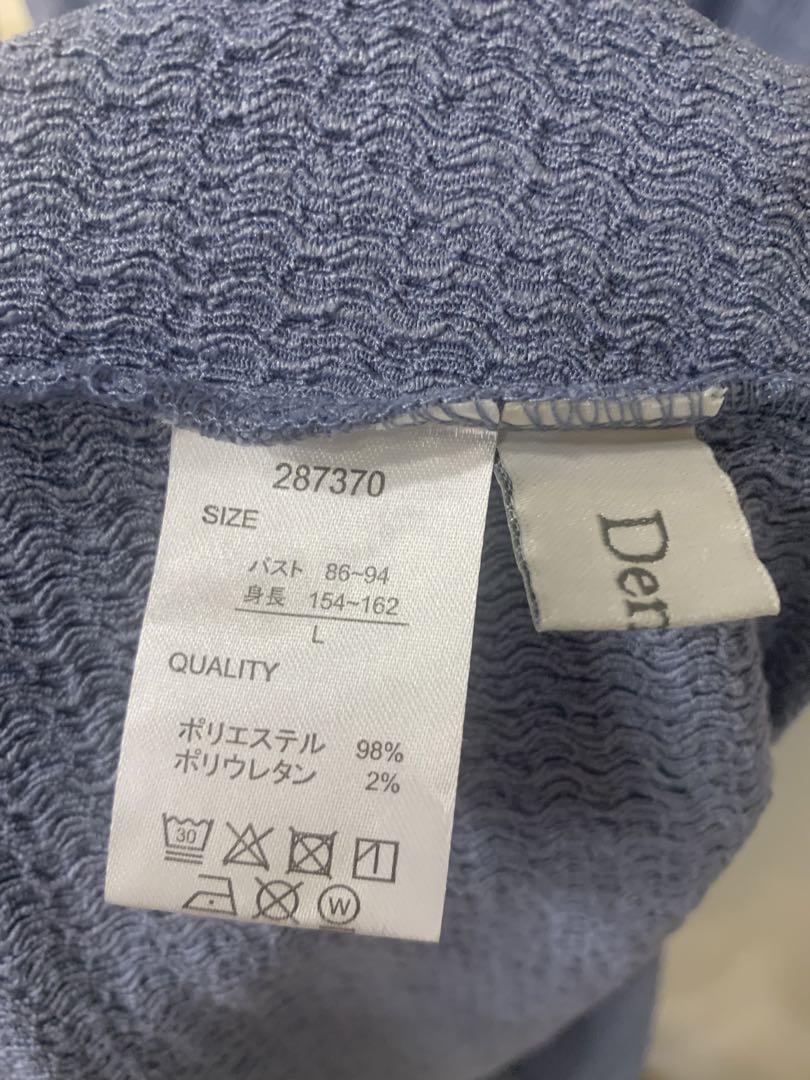 287370
SIZE
バスト 86~94
身長 154~162
L
QUALITY
ポリエステル 98%
ポリウレタン 2%
30
W
Der